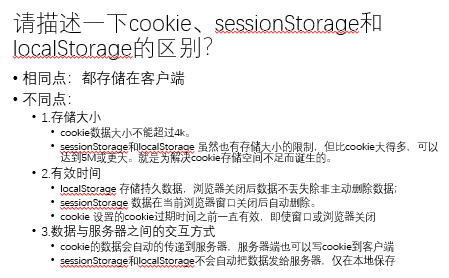 请描述一下cookie、sessionStorage和
localStorage的区别？
• 相同点：都存储在客户端
• 不同点：
• 1.存储大小
• cookie数据大小不能超过4k。
• sessionStorage和localStorage 虽然也有存储大小的限制，但比cookie大得多，可以
达到5M或更大。就是为解决cookie存储空间不足而诞生的。
• 2.有效时间
• localStorage 存储持久数据，浏览器关闭后数据不丢失除非主动删除数据；
• sessionStorage 数据在当前浏览器窗口关闭后自动删除。
• cookie 设置的cookie过期时间之前一直有效，即使窗口或浏览器关闭
• 3.数据与服务器之间的交互方式
• cookie的数据会自动的传递到服务器，服务器端也可以写cookie到客户端
• sessionStorage和localStorage不会自动把数据发给服务器，仅在本地保存